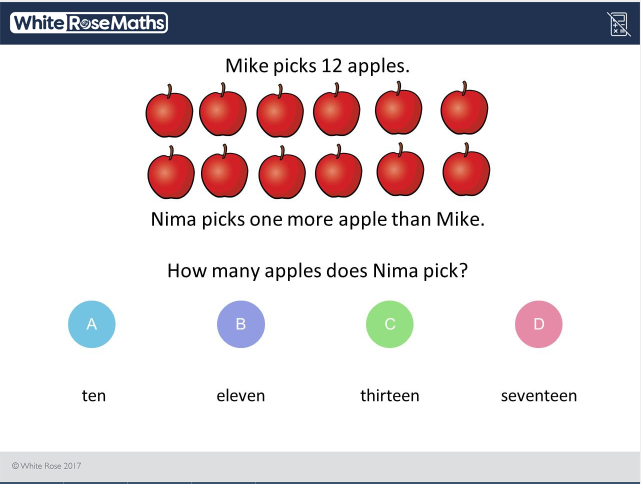 White Rose Maths
Mike picks 12 apples.
Nima picks one more apple than Mike.
How many apples does Nima pick?
A B C D
ten eleven thirteen seventeen
© White Rose 2017